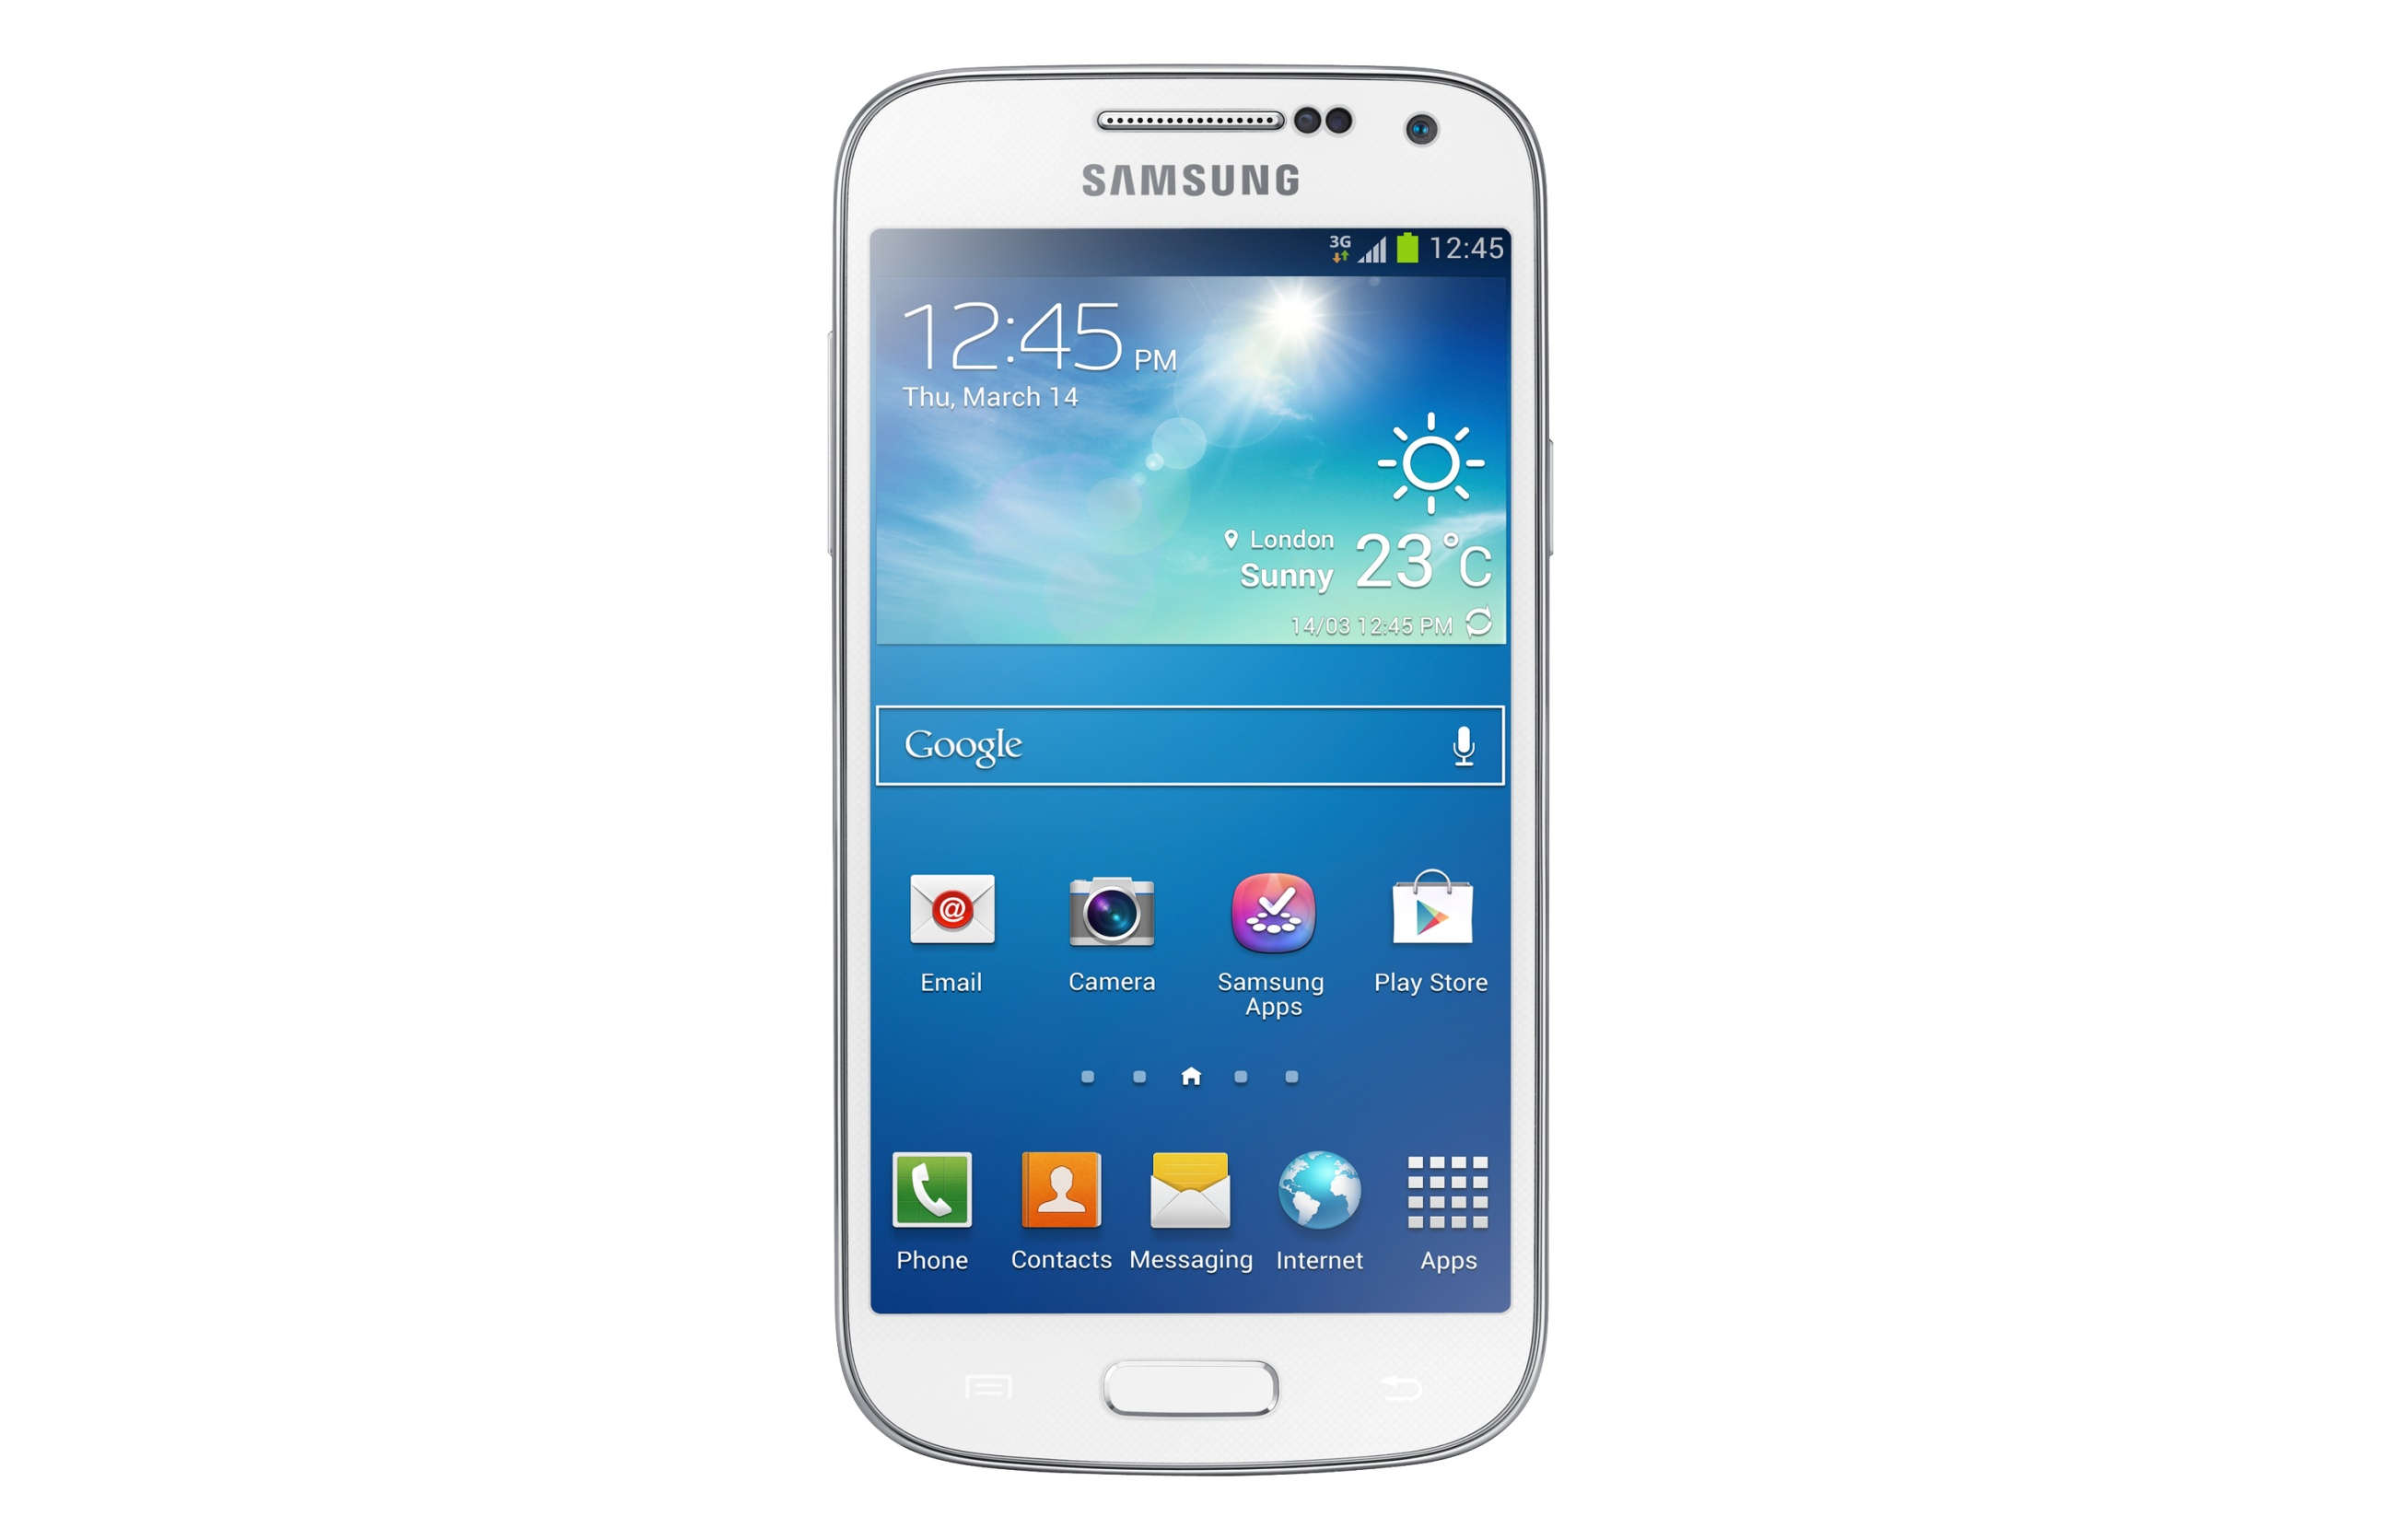 SAMSUNG
3G 12:45
12:45 PM
Thu, March 14
London
Sunny 23°C
14/03 12:45 PM
Google
@
Email Camera Samsung Apps Play Store
Phone Contacts Messaging Internet Apps